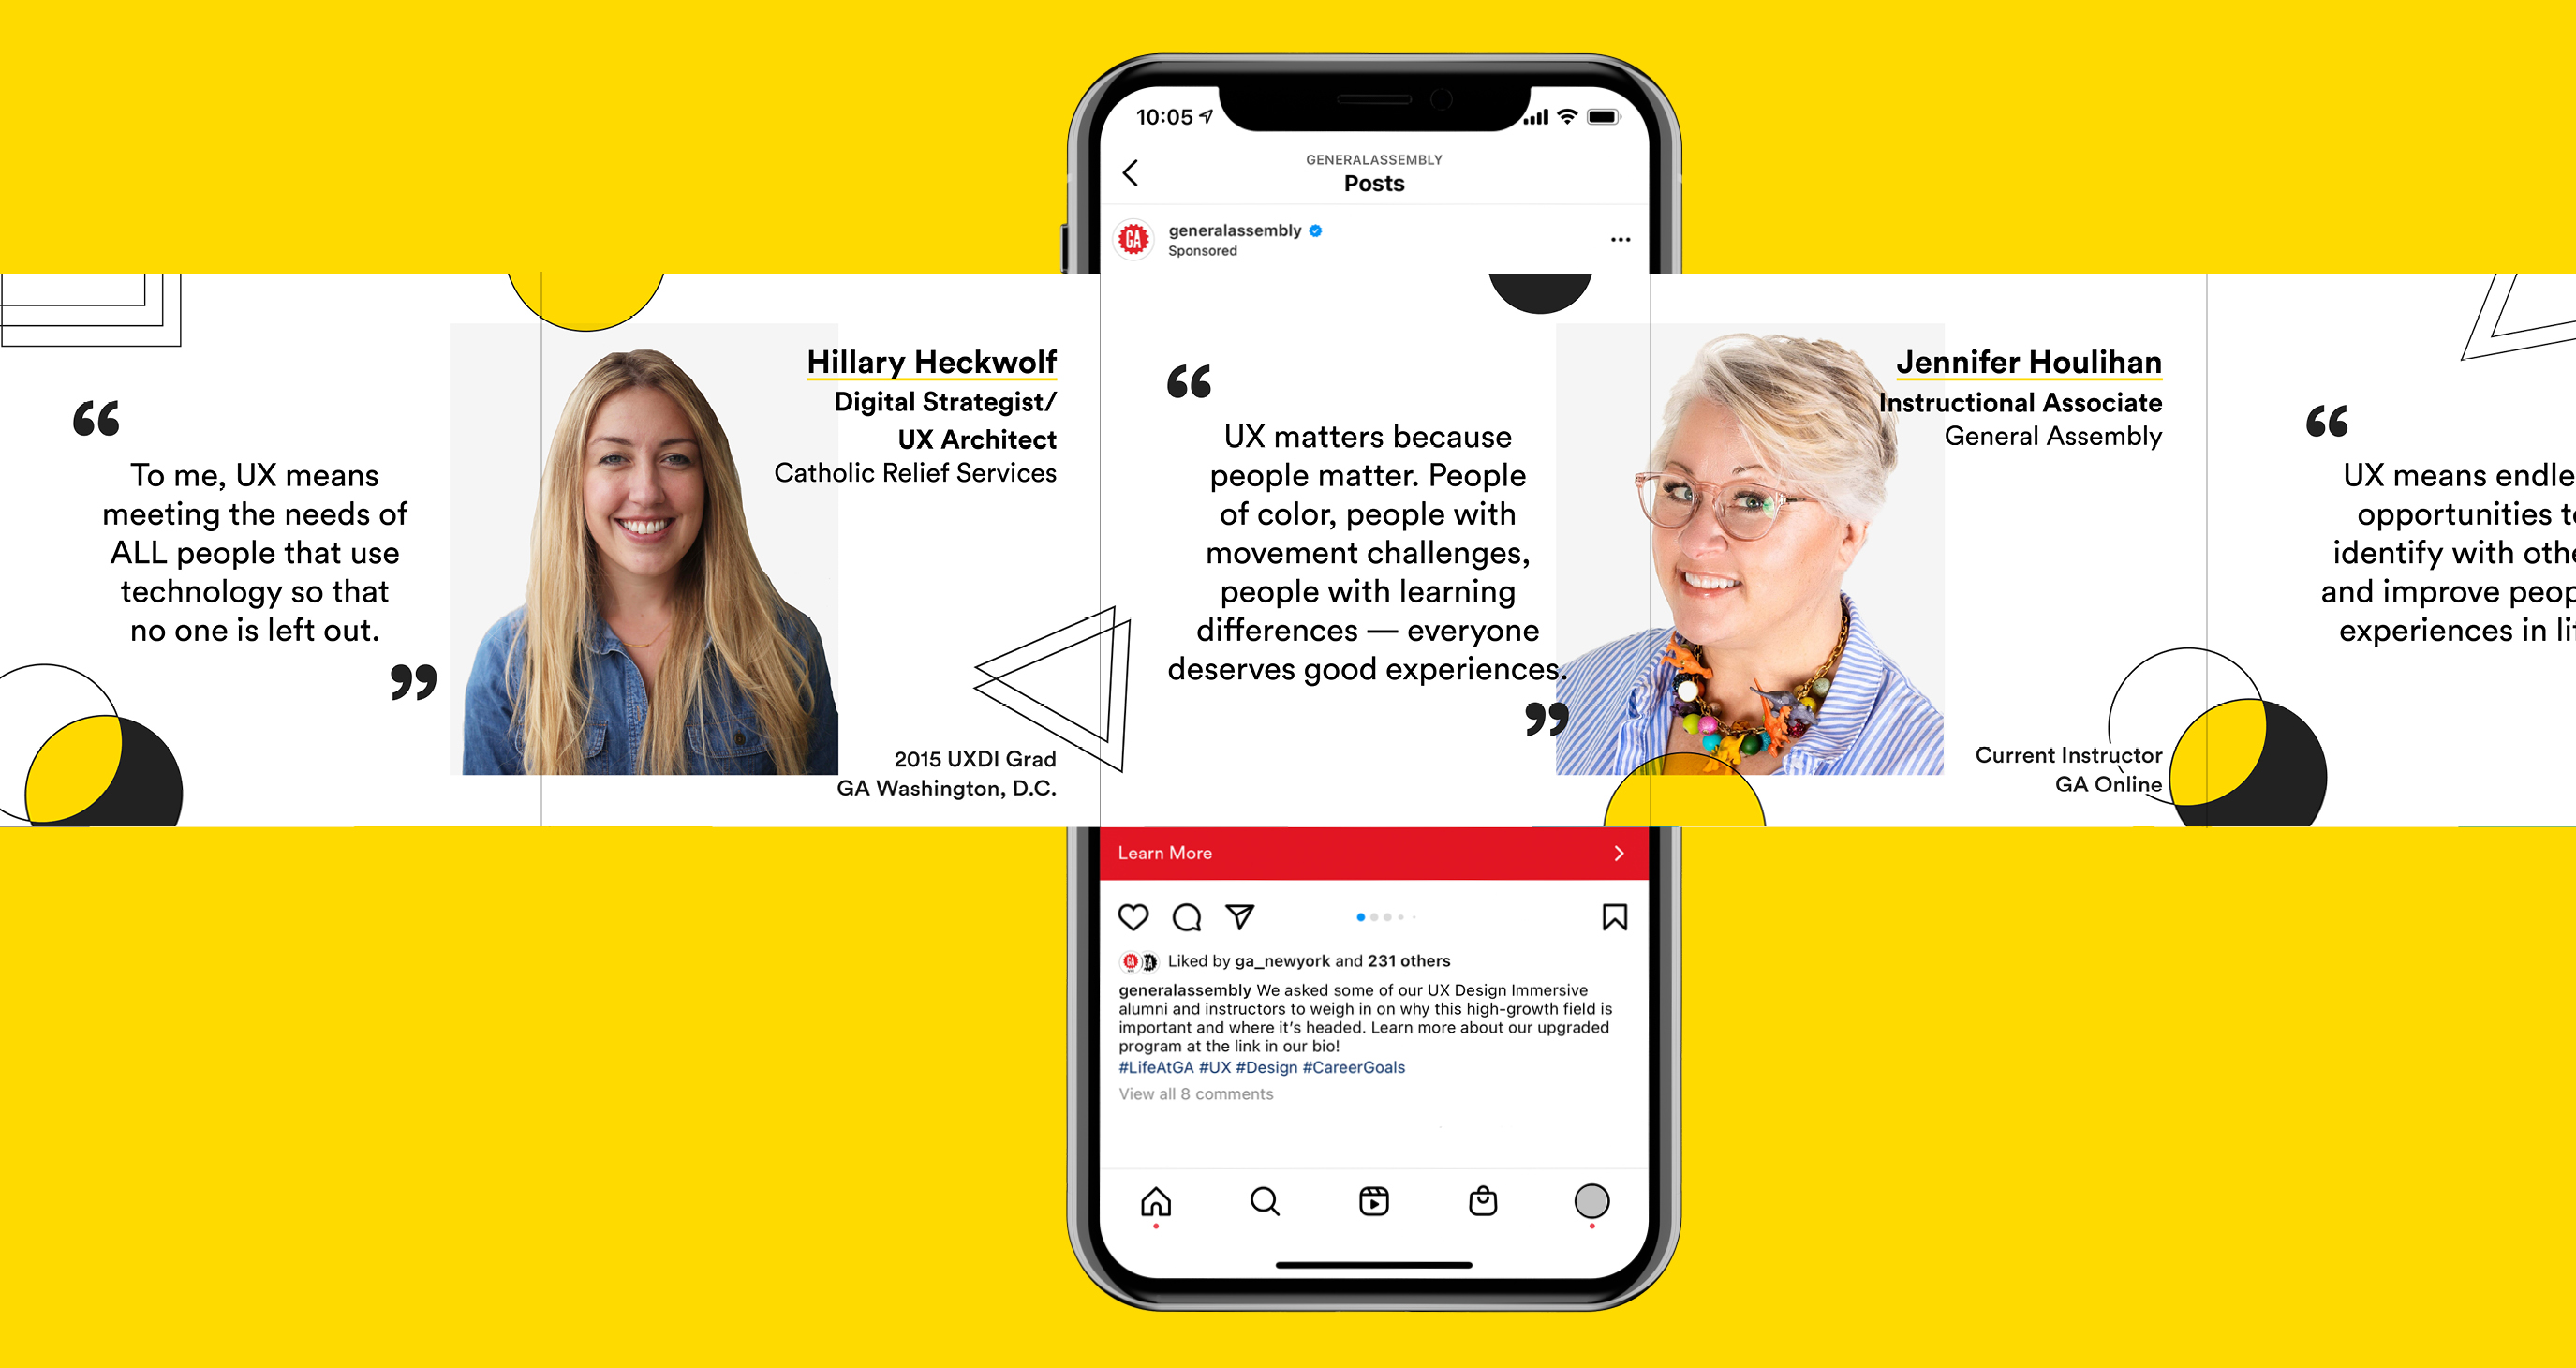 10:05
GENERALASSEMBLY
Posts
GA
generalassembly
Sponsored
“
To me, UX means
meeting the needs of
ALL people that use
technology so that
no one is left out.
”
Hillary Heckwolf
Digital Strategist/
UX Architect
Catholic Relief Services
2015 UXDI Grad
GA Washington, D.C.
“
UX matters because
people matter. People
of color, people with
movement challenges,
people with learning
differences — everyone
deserves good experiences.
”
Jennifer Houlihan
Instructional Associate
General Assembly
Current Instructor
GA Online
“
UX means
opportunities
identify with
and improve
experiences in
Learn More
Liked by ga_newyork and 231 others
generalassembly We asked some of our UX Design Immersive
alumni and instructors to weigh in on why this high-growth field is
important and where it’s headed. Learn more about our upgraded
program at the link in our bio!
#LifeAtGA #UX #Design #CareerGoals
View all 8 comments